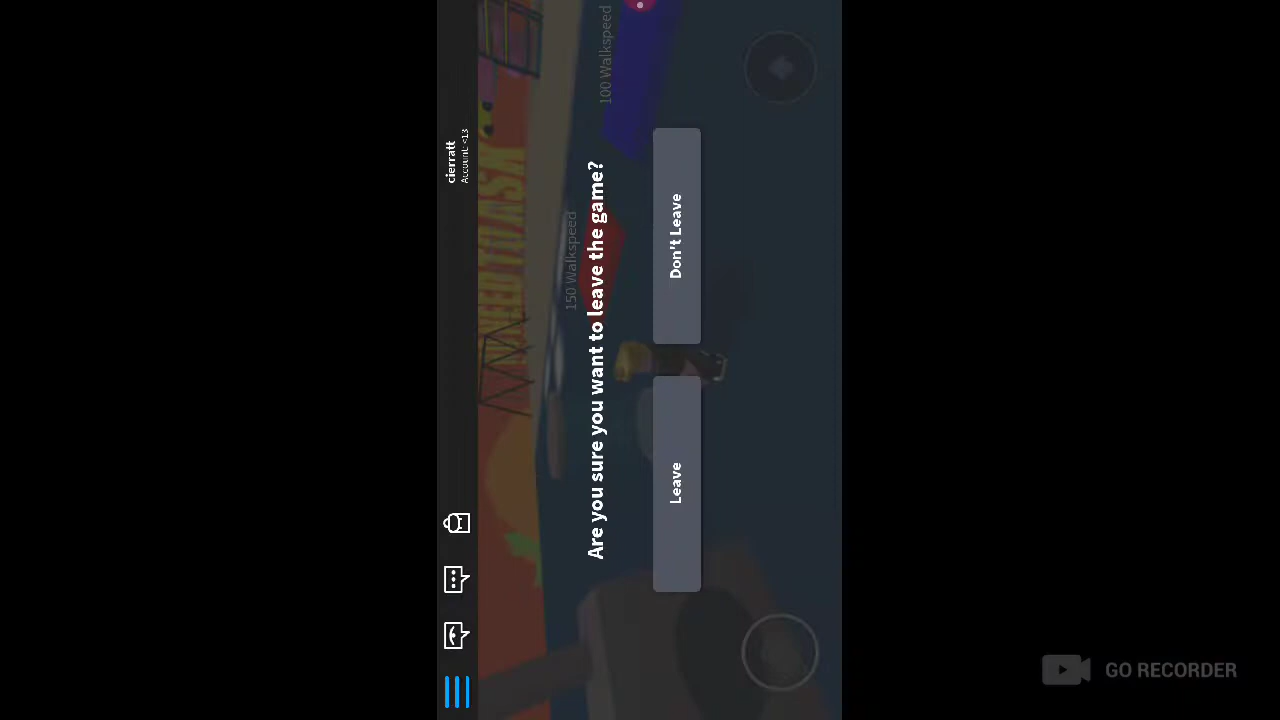 cierratt
Account: <13
100 Walkspeed
150 Walkspeed
Are you sure you want to leave the game?
Leave
Don't Leave
GO RECORDER